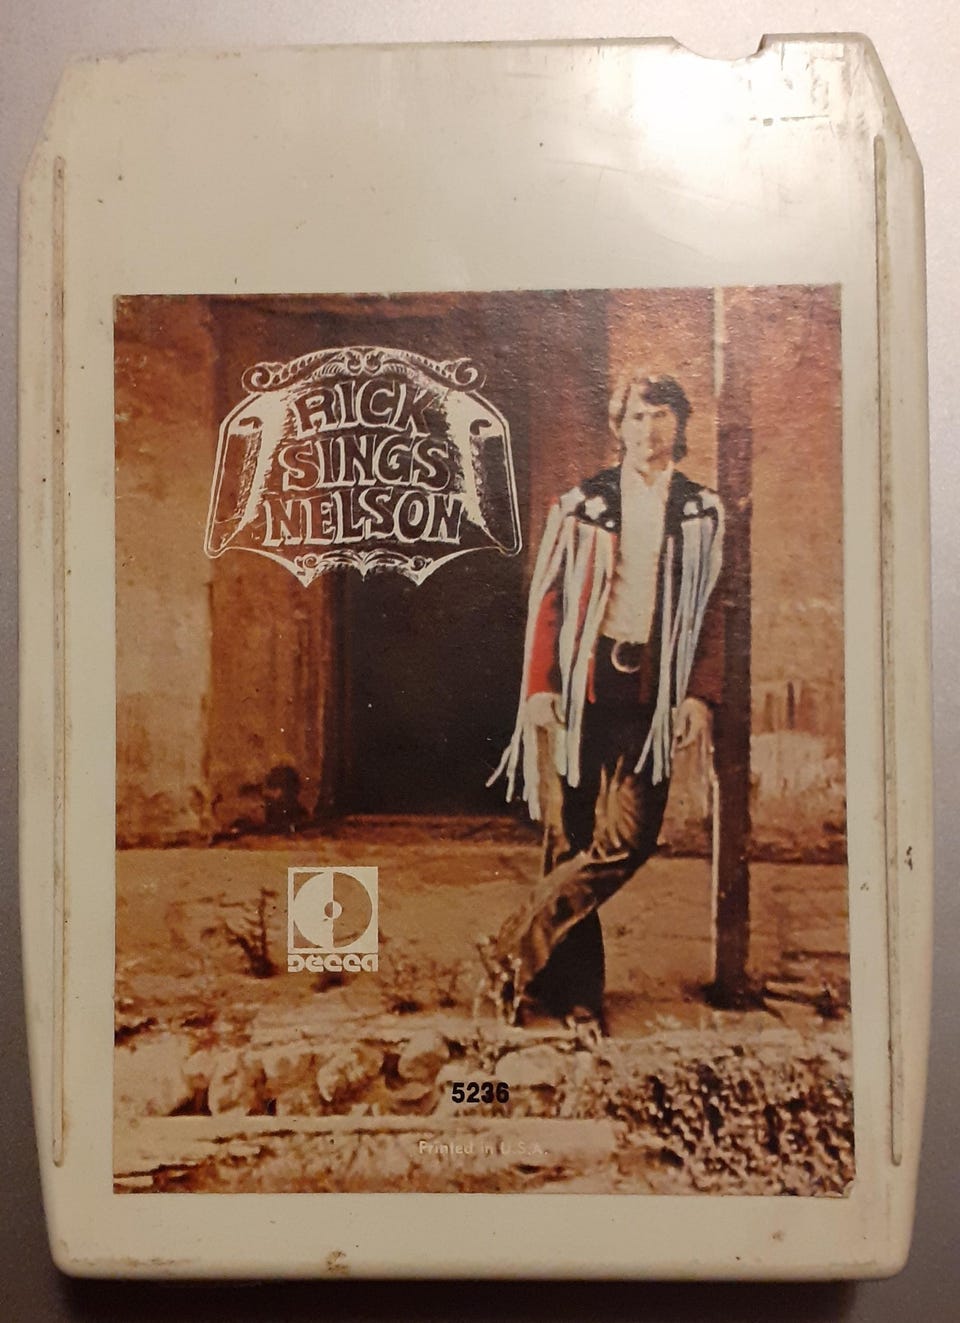 RICK
SINGS
NELSON
DECCA
5236
Printed in U.S.A.